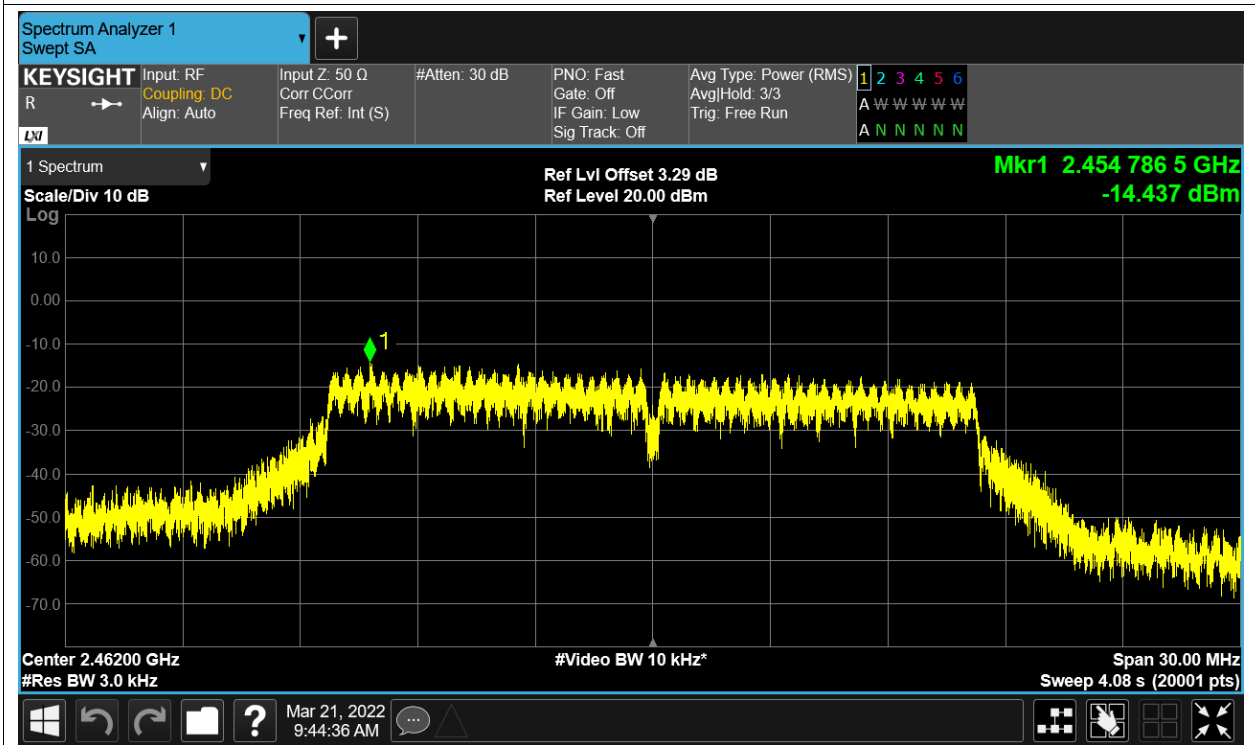 Spectrum Analyzer 1
Swept SA
KEYSIGHT
R
LXI
Input: RF
Coupling: DC
Align: Auto
Input Z: 50 Ω
Corr CCorr
Freq Ref: Int (S)
#Atten: 30 dB
PNO: Fast
Gate: Off
IF Gain: Low
Sig Track: Off
Avg Type: Power (RMS)
Avg|Hold: 3/3
Trig: Free Run
1 2 3 4 5 6
A W W W W W
A N N N N N
1 Spectrum
Scale/Div 10 dB
Ref Lvl Offset 3.29 dB
Ref Level 20.00 dBm
Mkr1 2.454 786 5 GHz
-14.437 dBm
Log
10.0
0.00
-10.0
-20.0
-30.0
-40.0
-50.0
-60.0
-70.0
1
Center 2.46200 GHz
#Res BW 3.0 kHz
#Video BW 10 kHz*
Span 30.00 MHz
Sweep 4.08 s (20001 pts)
?
Mar 21, 2022
9:44:36 AM